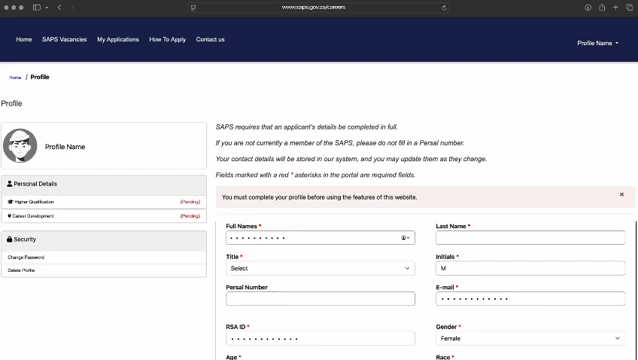 www.saps.gov.za/careers
Home SAPS Vacancies My Applications How To Apply Contact us
Profile Name
Home / Profile
Profile
Profile Name
Personal Details
Higher Qualification (Pending)
Career Development (Pending)
Security
Change Password
Delete Profile
SAPS requires that an applicant's details be completed in full.
If you are not currently a member of the SAPS, please do not fill in a Persal number.
Your contact details will be stored in our system, and you may update them as they change.
Fields marked with a red * asterisks in the portal are required fields.
You must complete your profile before using the features of this website.
Full Names * Last Name *
Title * Initials *
Select M
Persal Number E-mail *
RSA ID * Gender *
Female
Age * Race *